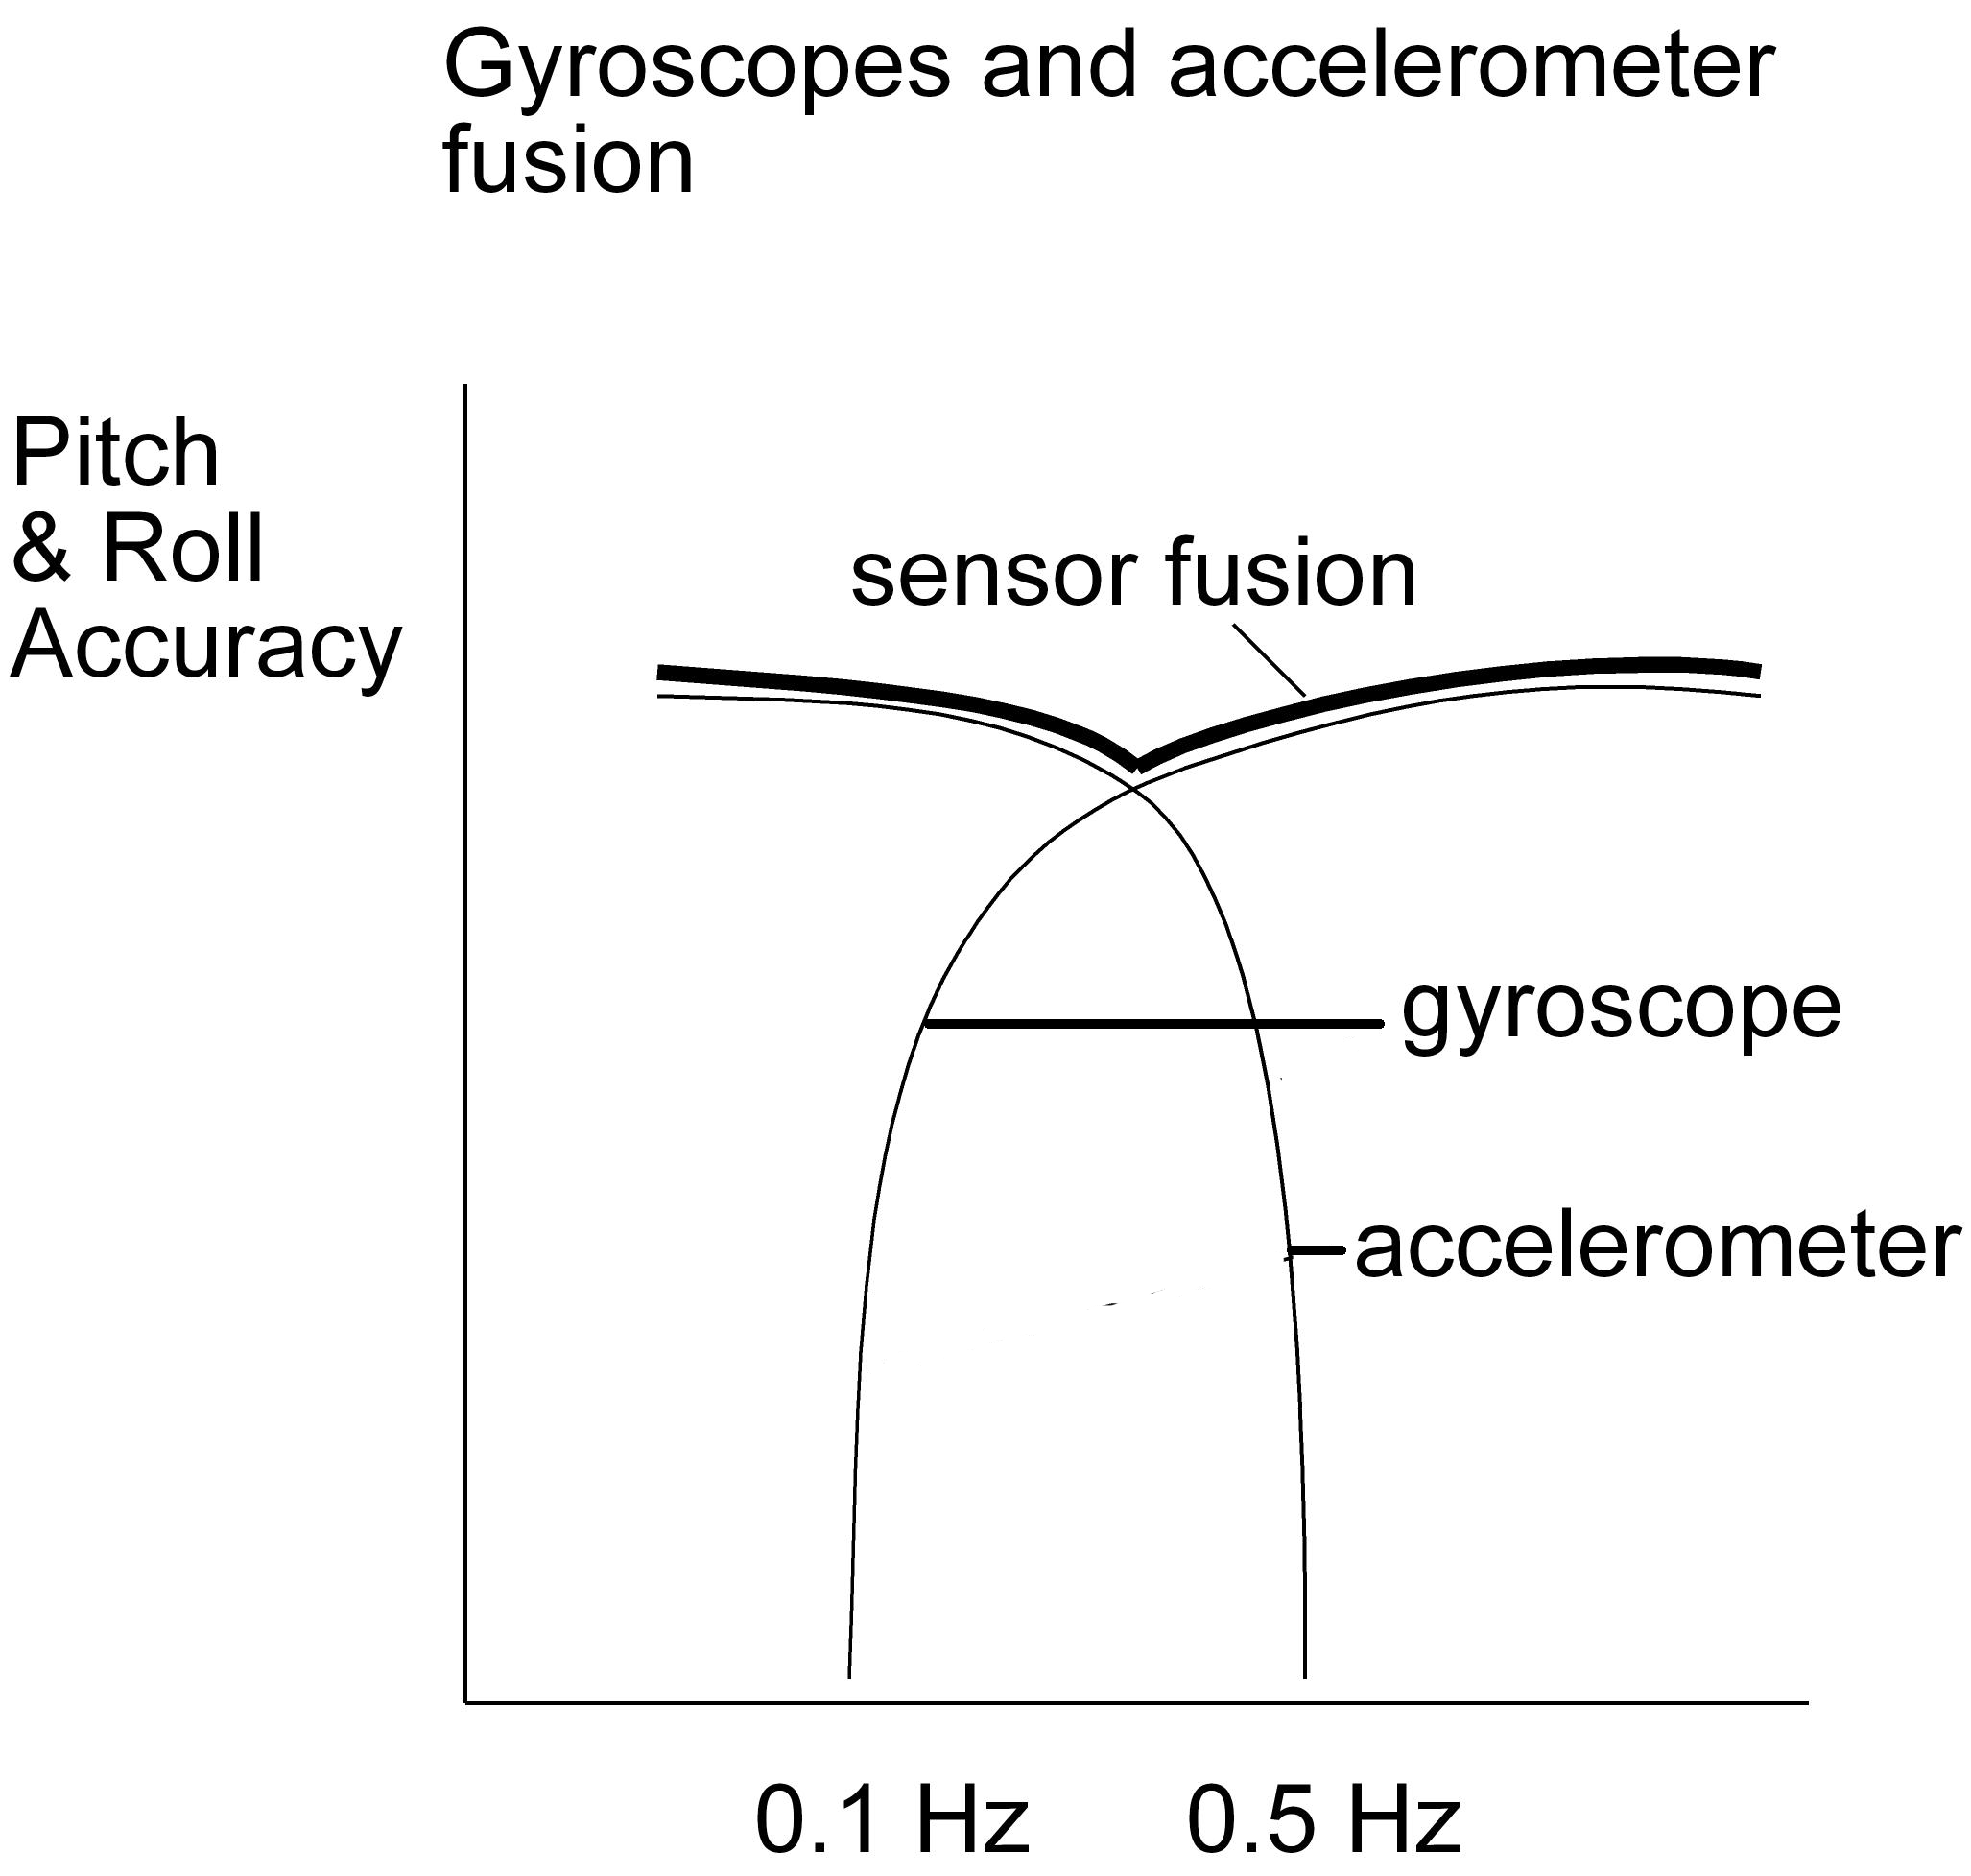 Gyroscopes and accelerometer
fusion
Pitch
& Roll
Accuracy
sensor fusion
gyroscope
accelerometer
0.1 Hz
0.5 Hz